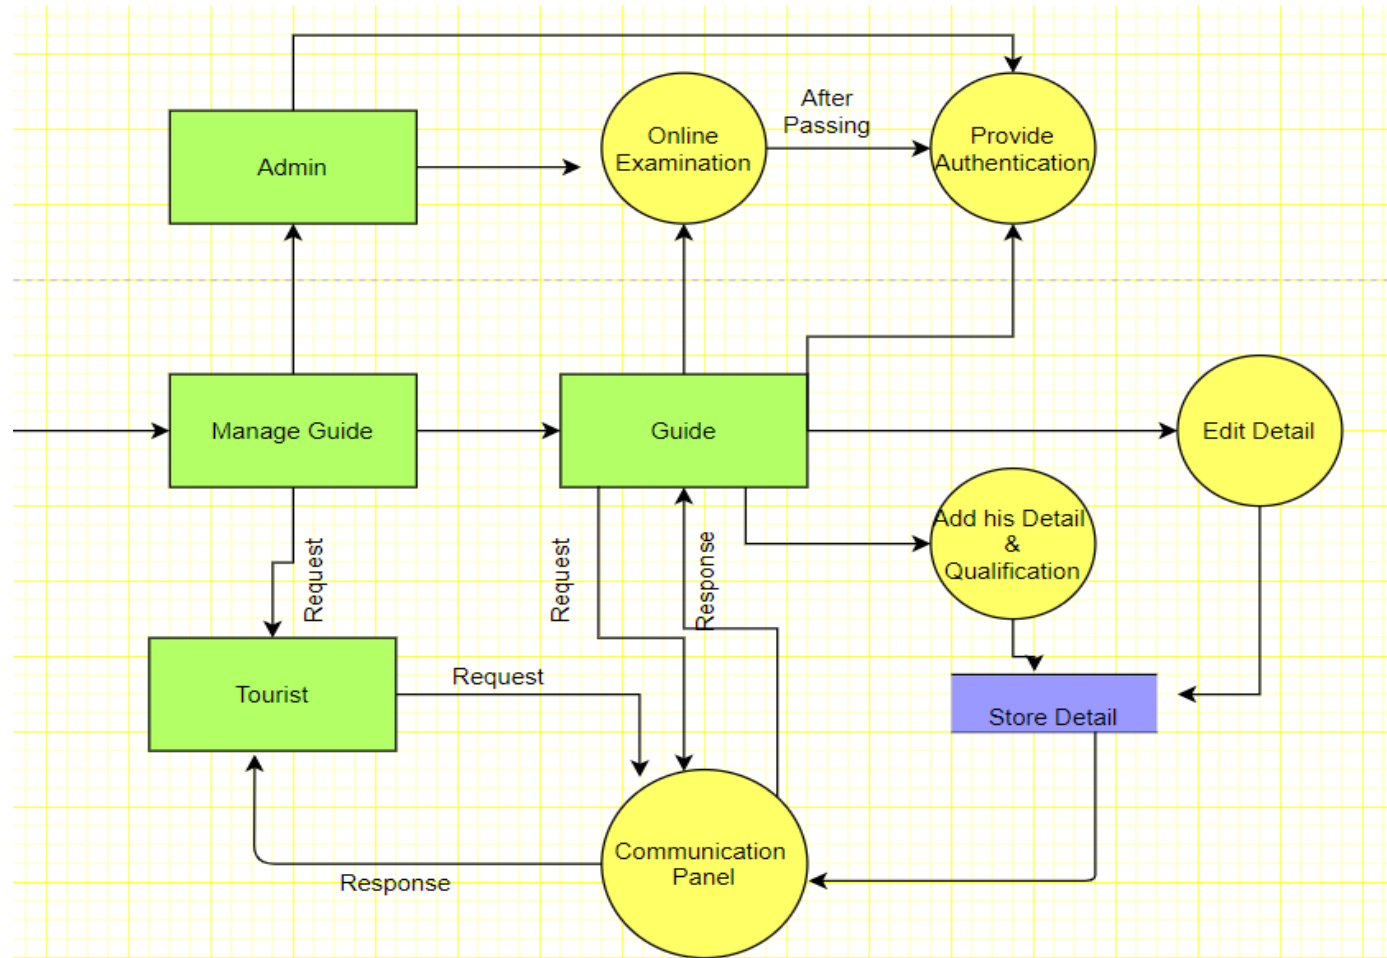 After
Passing
Online
Examination
Provide
Authentication
Admin
Manage Guide
Guide
Edit Detail
Add his Detail
&
Qualification
Request
Request
Response
Tourist
Request
Store Detail
Communication
Panel
Response